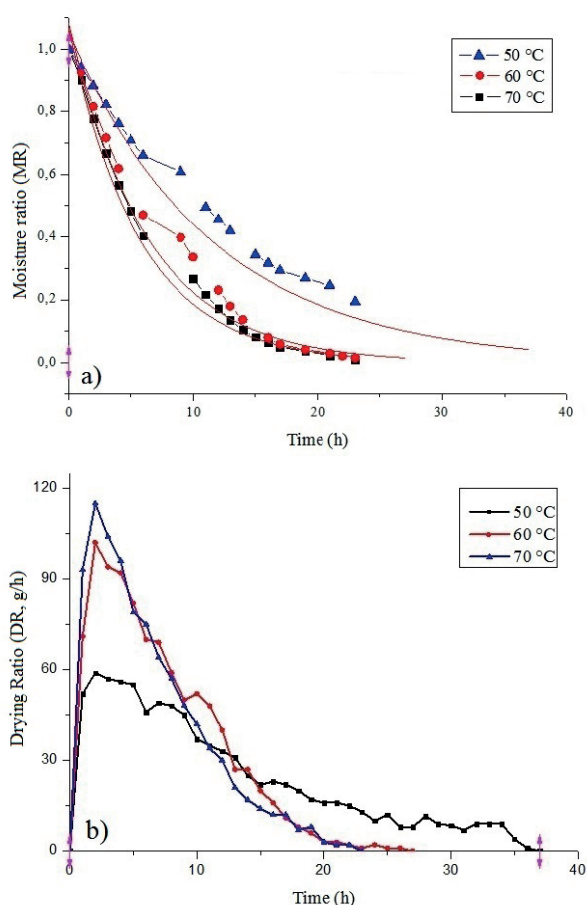 1,0
0,8
0,6
0,4
0,2
0,0
Moisture ratio (MR)
50 °C
60 °C
70 °C
a)
0 10 20 30 40
Time (h)
120
90
60
30
0
Drying Ratio (DR, g/h)
50 °C
60 °C
70 °C
b)
0 10 20 30 40
Time (h)